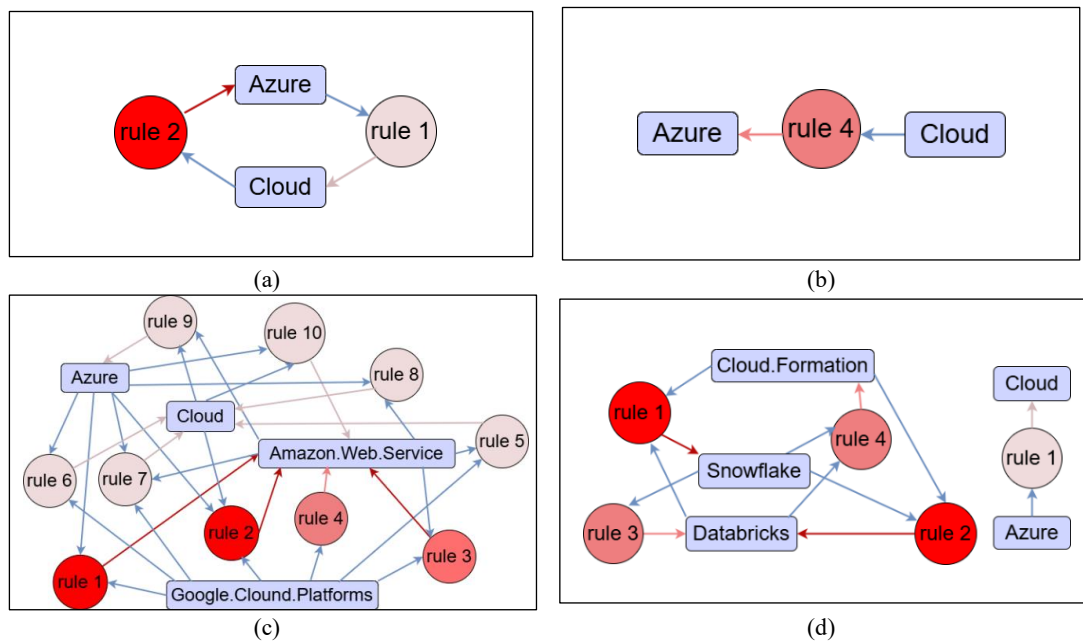 Azure
rule 2
rule 1
Cloud
(a)
Azure
rule 4
Cloud
(b)
rule 9
rule 10
Azure
rule 8
Cloud
rule 5
Amazon.Web.Service
rule 6
rule 7
rule 4
rule 2
rule 3
rule 1
Google.Clound.Platforms
(c)
Cloud.Formation
rule 1
rule 4
Snowflake
rule 3
Databricks
rule 2
Cloud
rule 1
Azure
(d)